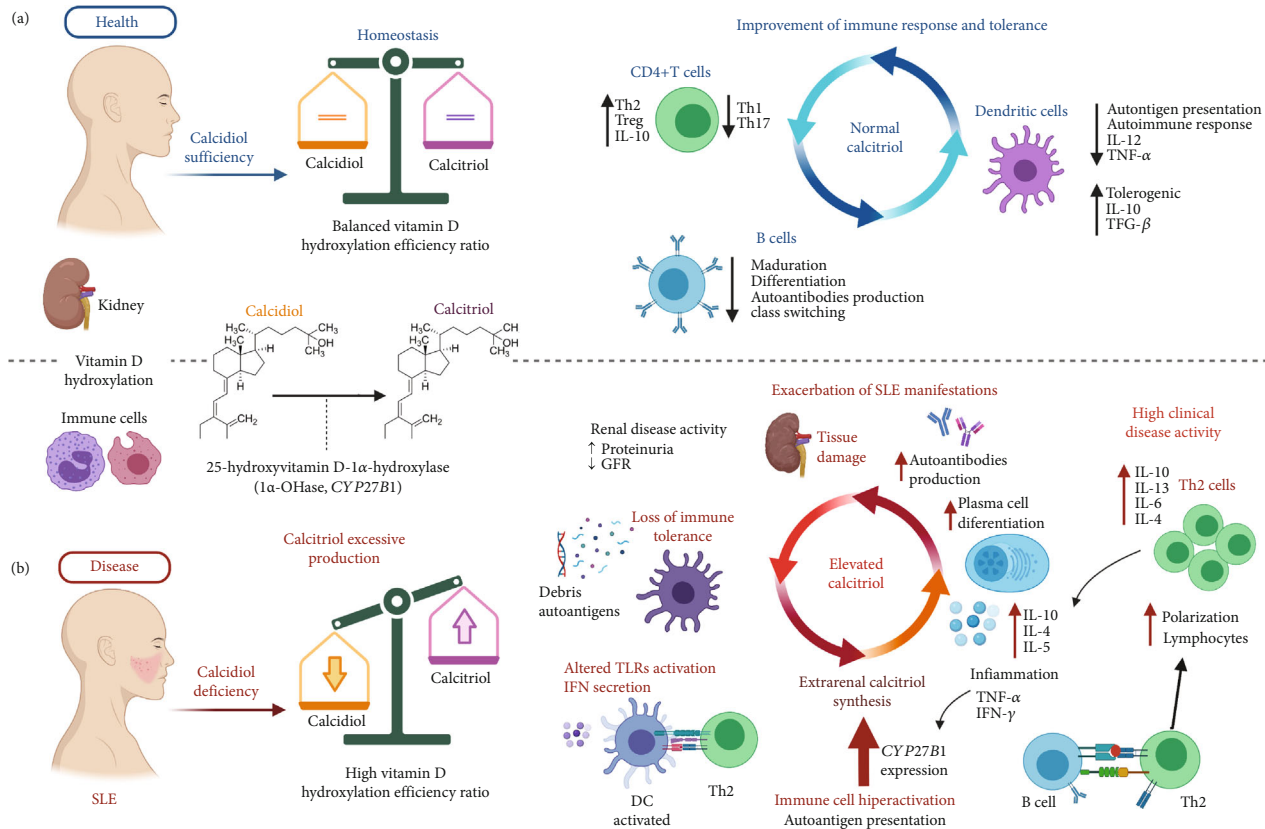 (a)
Health
Homeostasis
Calcidiol
sufficiency
Calcidiol
Calcitriol
Balanced vitamin D
hydroxylation efficiency ratio
Improvement of immune response and tolerance
CD4+T cells
Th2
Treg
IL-10
Th1
Th17
Normal
calcitriol
Dendritic cells
Autontigen presentation
Autoimmune response
IL-12
TNF-α
Tolerogenic
IL-10
TFG-β
B cells
Maduration
Differentiation
Autoantibodies production
class switching
Kidney
Vitamin D
hydroxylation
Immune cells
Calcidiol
H₃C
CH₃
OH
CH₃
H₃C
H
H
CH₂
Calcitriol
H₃C
CH₃
OH
CH₃
H₃C
H
H
CH₂
25-hydroxyvitamin D-1α-hydroxylase
(1α-OHase, CYP27B1)
(b)
Disease
Calcitriol excessive
production
Calcidiol
deficiency
Calcidiol
Calcitriol
High vitamin D
hydroxylation efficiency ratio
SLE
Exacerbation of SLE manifestations
Renal disease activity
↑ Proteinuria
↓ GFR
Tissue
damage
Autoantibodies
production
Plasma cell
diferentiation
High clinical
disease activity
IL-10
IL-13
IL-6
IL-4
Th2 cells
Loss of immune
tolerance
Debris
autoantigens
Elevated
calcitriol
IL-10
IL-4
IL-5
Infiammation
TNF-α
IFN-γ
Polarization
Lymphocytes
Altered TLRs activation
IFN secretion
DC
activated
Th2
Extrarenal calcitriol
synthesis
CYP27B1
expression
Immune cell hiperactivation
Autoantigen presentation
B cell
Th2